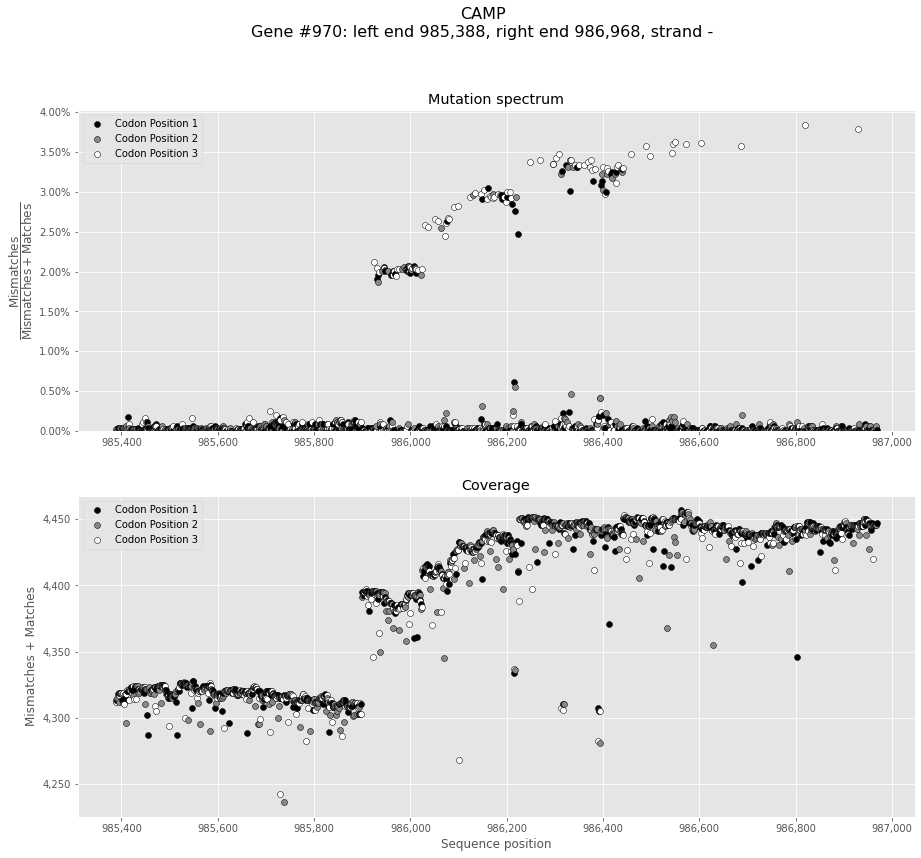 CAMP
Gene #970: left end 985,388, right end 986,968, strand -
Mutation spectrum
Codon Position 1
Codon Position 2
Codon Position 3
4.00%
3.50%
3.00%
2.50%
2.00%
1.50%
1.00%
0.50%
0.00%
Mismatches
Mismatches + Matches
985,400 985,600 985,800 986,000 986,200 986,400 986,600 986,800 987,000
Coverage
Codon Position 1
Codon Position 2
Codon Position 3
4,450
4,400
4,350
4,300
4,250
Mismatches + Matches
985,400 985,600 985,800 986,000 986,200 986,400 986,600 986,800 987,000
Sequence position